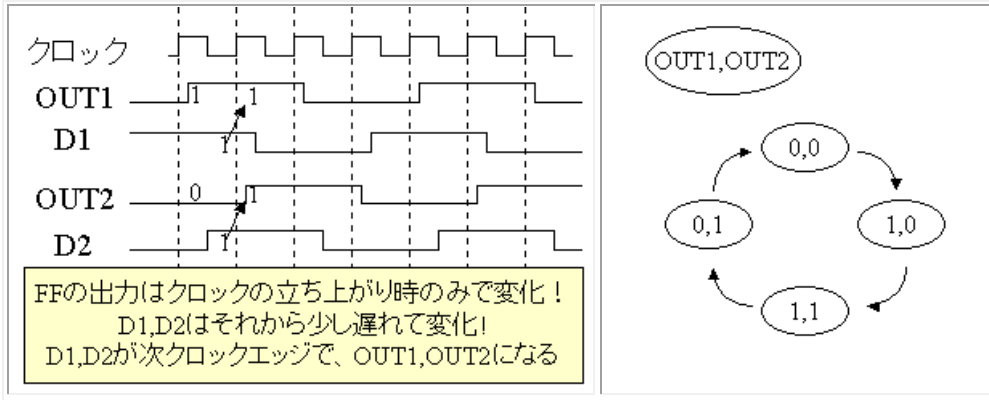 クロック
OUT1 1 1
D1 1
OUT2 0 1
D2 1
FFの出力はクロックの立ち上がり時のみで変化！
D1,D2はそれから少し遅れて変化!
D1,D2が次クロックエッジで、OUT1,OUT2になる
OUT1,OUT2
0,0
0,1
1,0
1,1